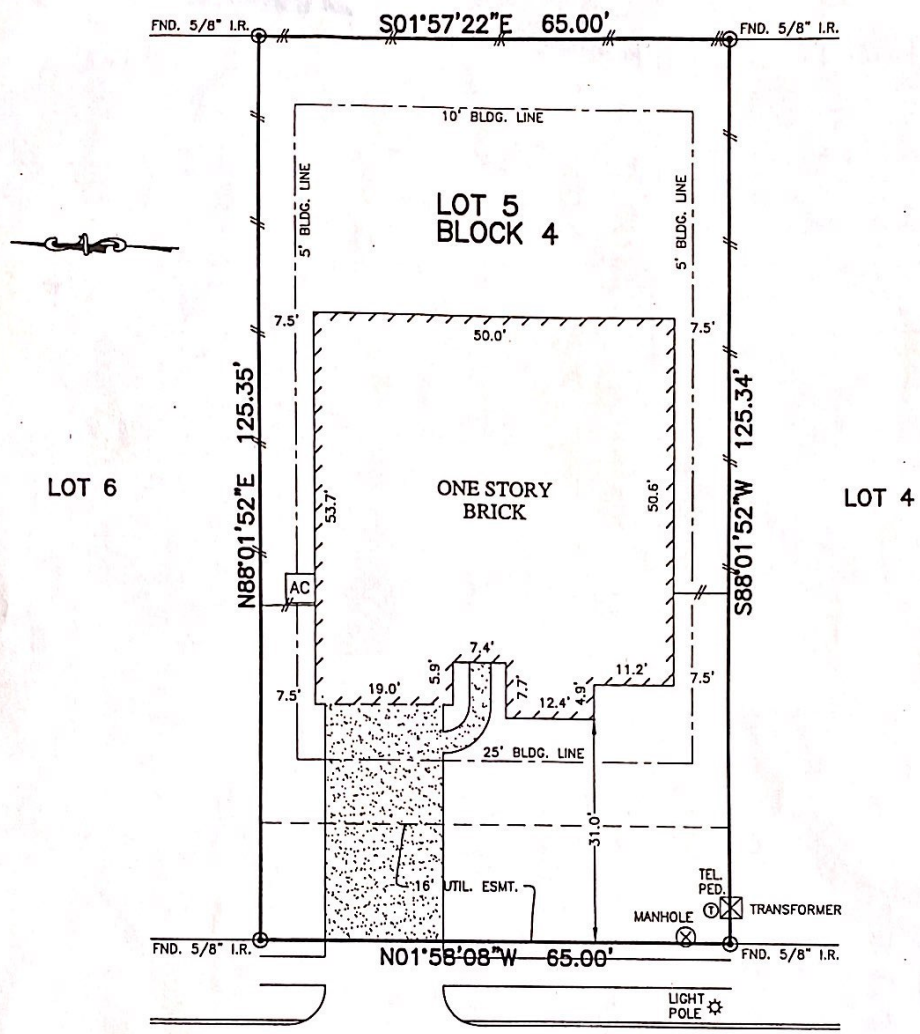 FND. 5/8" I.R.
S01°57'22"E 65.00'
FND. 5/8" I.R.
10' BLDG. LINE
5' BLDG. LINE
5' BLDG. LINE
LOT 5
BLOCK 4
7.5'
7.5'
50.0'
N88°01'52"E 125.35'
S88°01'52"W 125.34'
53.7'
50.6'
LOT 6
ONE STORY
BRICK
LOT 4
AC
7.4'
5.9'
7.7'
19.0'
12.4'
4.9'
11.2'
7.5'
7.5'
25' BLDG. LINE
31.0'
16' UTIL. ESMT.
TEL.
PED.
T
TRANSFORMER
MANHOLE
FND. 5/8" I.R.
N01°58'08"W 65.00'
FND. 5/8" I.R.
LIGHT
POLE